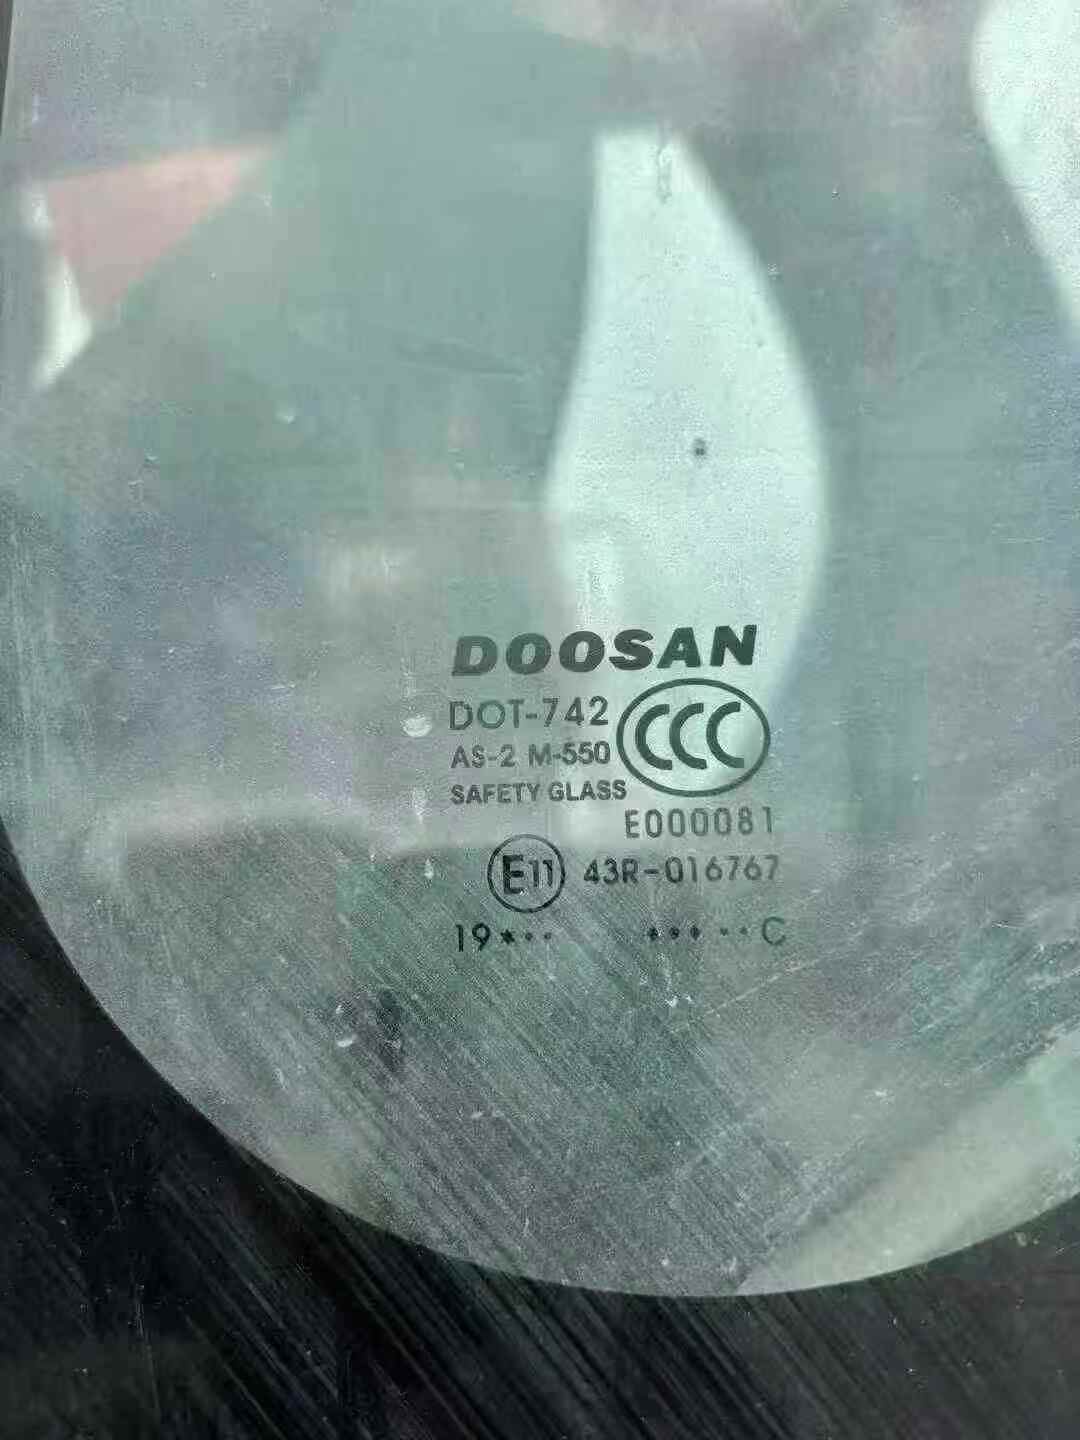 DOOSAN
DOT-742
CCC
AS-2 M-550
SAFETY GLASS
E000081
E11 43R-016767
19*•• •••••C